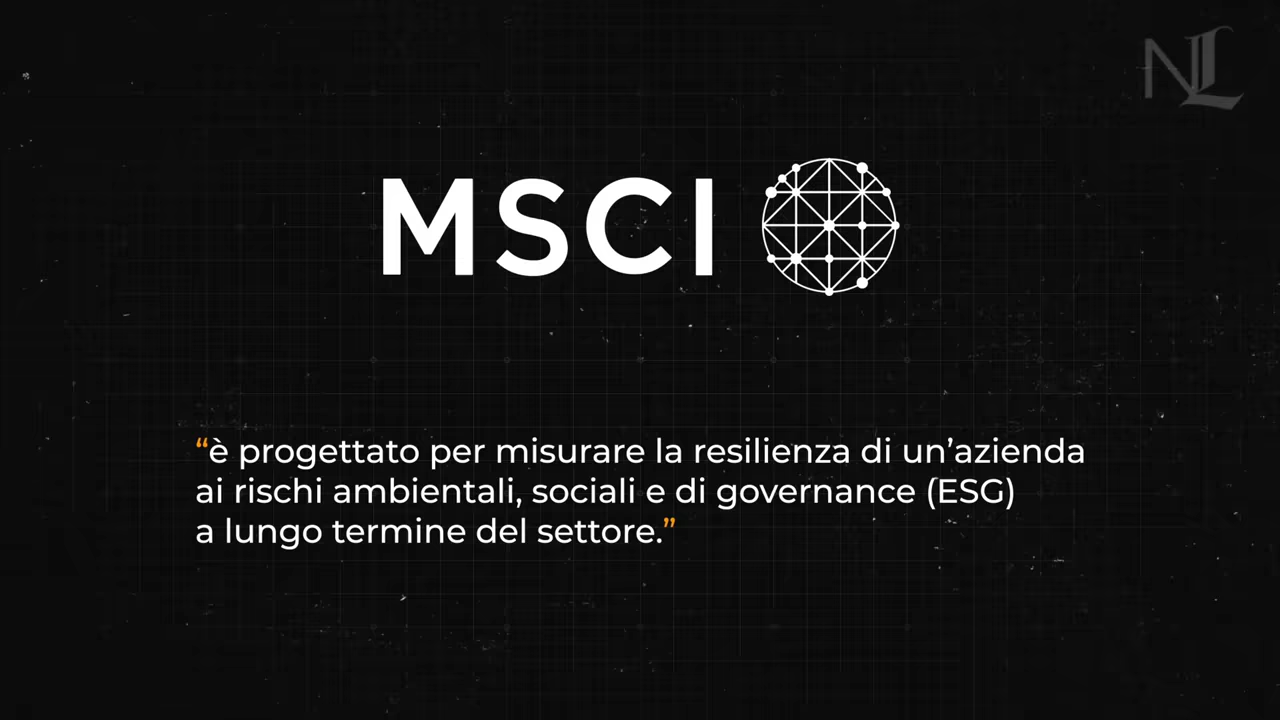 NL
MSCI
“è progettato per misurare la resilienza di un’azienda
ai rischi ambientali, sociali e di governance (ESG)
a lungo termine del settore.”